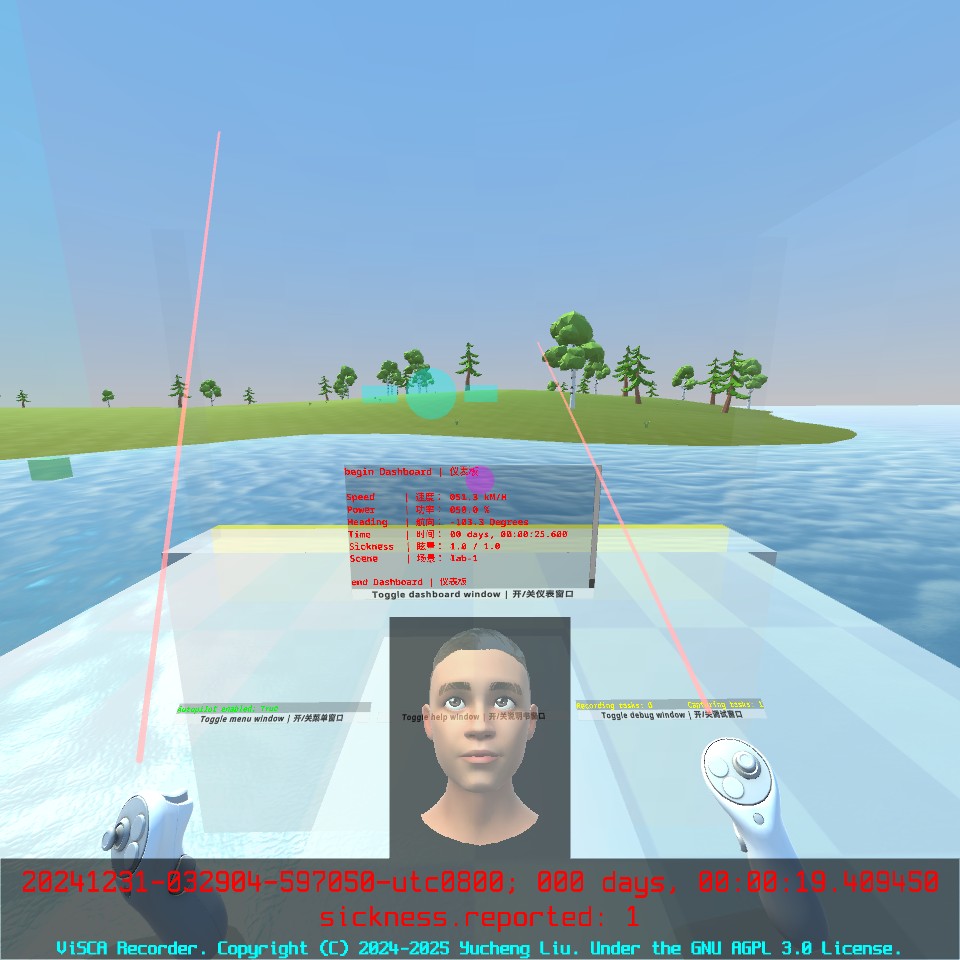 begin Dashboard | 仪表板
Speed | 速度： 051.3 kM/H
Power | 功率： 050.0 %
Heading | 航向： -103.3 Degrees
Time | 时间： 00 days, 00:00:25.600
Sickness | 眩晕： 1.0 / 1.0
Scene | 场景： lab-1
end Dashboard | 仪表板
Toggle dashboard window | 开/关仪表窗口
Autopilot enabled: True
Toggle menu window | 开/关菜单窗口
Toggle help window | 开/关说明书窗口
Recording tasks: 0 Capturing tasks: 1
Toggle debug window | 开/关调试窗口
20241231-032904-597050-utc0800; 000 days, 00:00:19.409450
sickness.reported: 1
ViSCA Recorder. Copyright (C) 2024-2025 Yucheng Liu. Under the GNU AGPL 3.0 License.